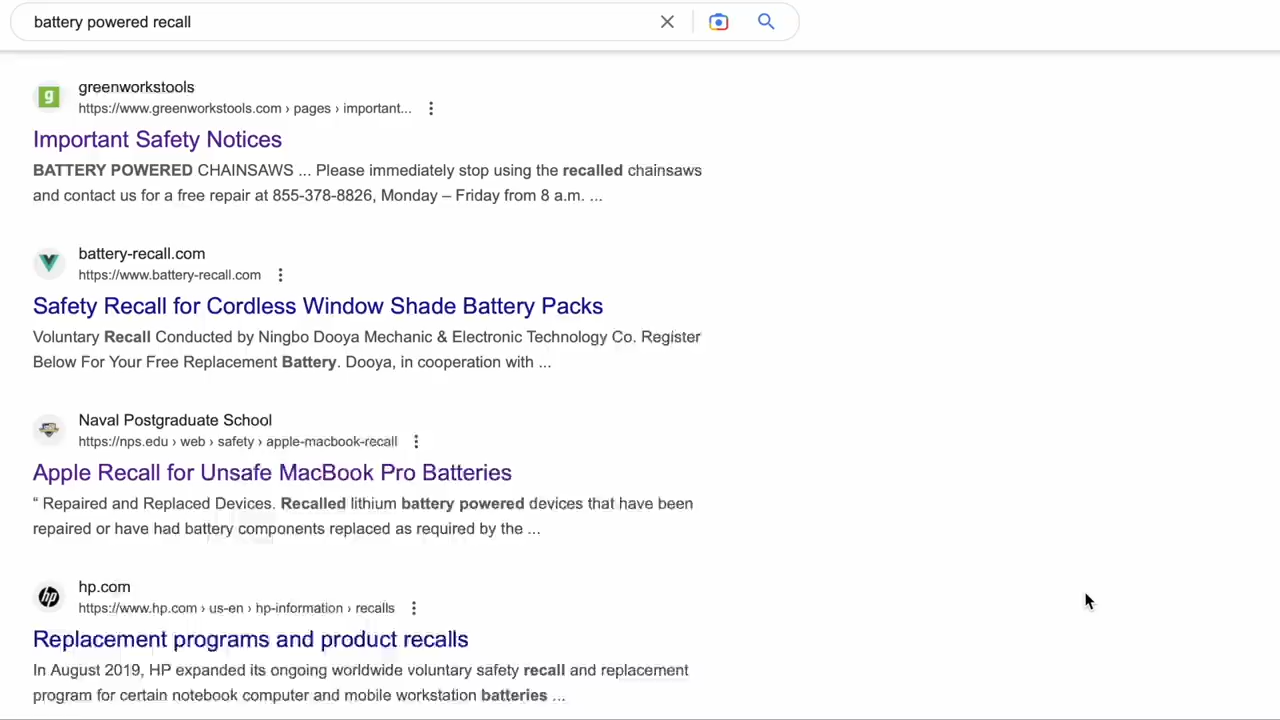 battery powered recall
g
greenworkstools
https://www.greenworkstools.com › pages › important...
Important Safety Notices
BATTERY POWERED CHAINSAWS ... Please immediately stop using the recalled chainsaws
and contact us for a free repair at 855-378-8826, Monday – Friday from 8 a.m. ...
battery-recall.com
https://www.battery-recall.com
Safety Recall for Cordless Window Shade Battery Packs
Voluntary Recall Conducted by Ningbo Dooya Mechanic & Electronic Technology Co. Register
Below For Your Free Replacement Battery. Dooya, in cooperation with ...
Naval Postgraduate School
https://nps.edu › web › safety › apple-macbook-recall
Apple Recall for Unsafe MacBook Pro Batteries
“ Repaired and Replaced Devices. Recalled lithium battery powered devices that have been
repaired or have had battery components replaced as required by the ...
hp
hp.com
https://www.hp.com › us-en › hp-information › recalls
Replacement programs and product recalls
In August 2019, HP expanded its ongoing worldwide voluntary safety recall and replacement
program for certain notebook computer and mobile workstation batteries ...